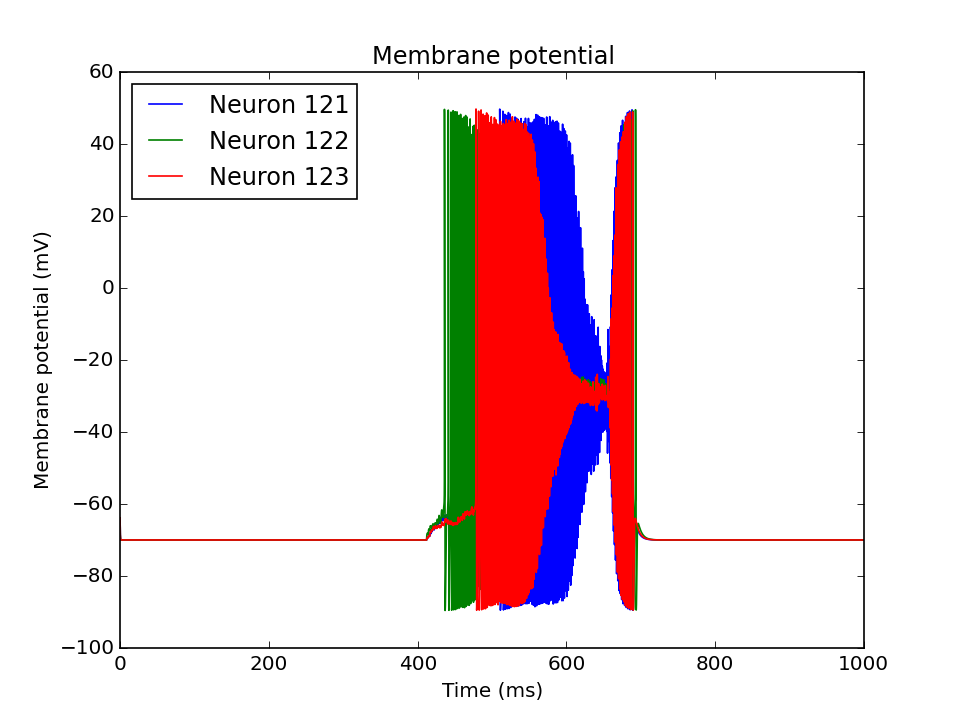 Membrane potential
Neuron 121
Neuron 122
Neuron 123
Membrane potential (mV)
60
40
20
0
−20
−40
−60
−80
−100
0 200 400 600 800 1000
Time (ms)